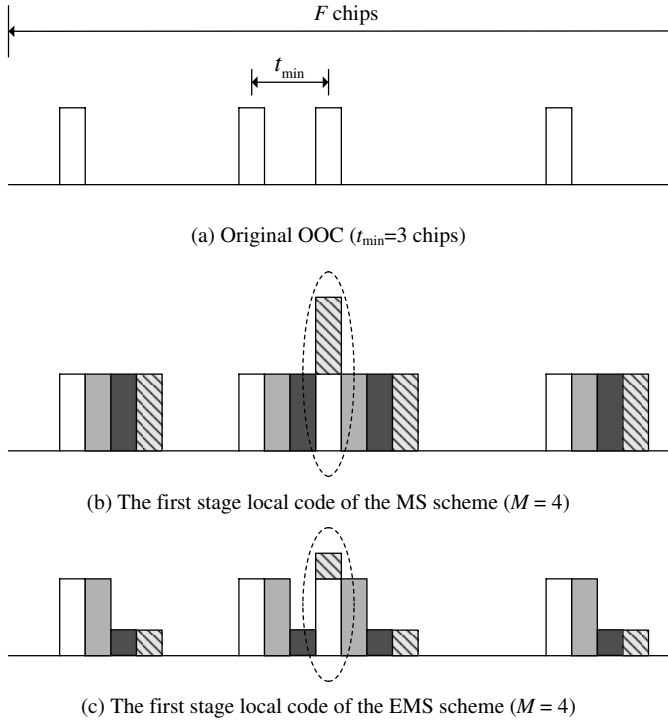 F chips
t_min
(a) Original OOC (t_min=3 chips)
(b) The first stage local code of the MS scheme (M = 4)
(c) The first stage local code of the EMS scheme (M = 4)